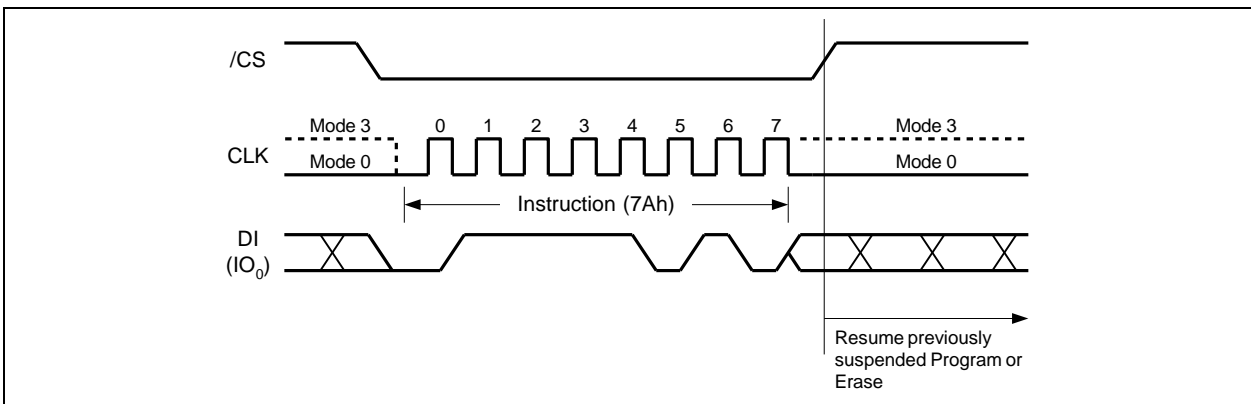 /CS
Mode 3 0 1 2 3 4 5 6 7 Mode 3
CLK
Mode 0 Mode 0
Instruction (7Ah)
DI
(IO0)
Resume previously
suspended Program or
Erase